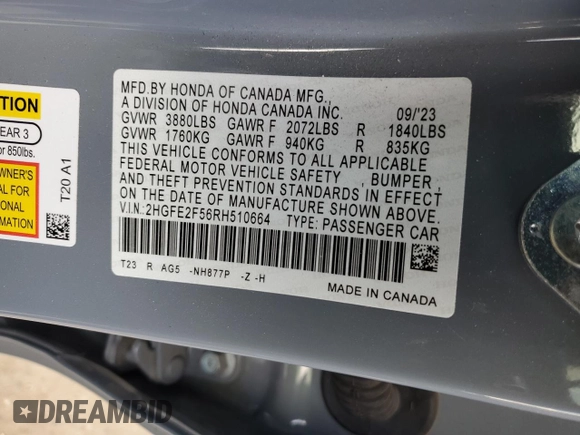 TION
EAR 3
r 850lbs.
WNER'S
AL FOR
IONAL
MATION.
T20 A1
MFD.BY HONDA OF CANADA MFG.,
A DIVISION OF HONDA CANADA INC. 09/'23
GVWR 3880LBS GAWR F 2072LBS R 1840LBS
GVWR 1760KG GAWR F 940KG R 835KG
THIS VEHICLE CONFORMS TO ALL APPLICABLE
FEDERAL MOTOR VEHICLE SAFETY, BUMPER,
AND THEFT PREVENTION STANDARDS IN EFFECT
ON THE DATE OF MANUFACTURE SHOWN ABOVE.
V.I.N.:2HGFE2F56RH510664 TYPE: PASSENGER CAR
T23 R AG5 -NH877P -Z -H
MADE IN CANADA
DREAMBID